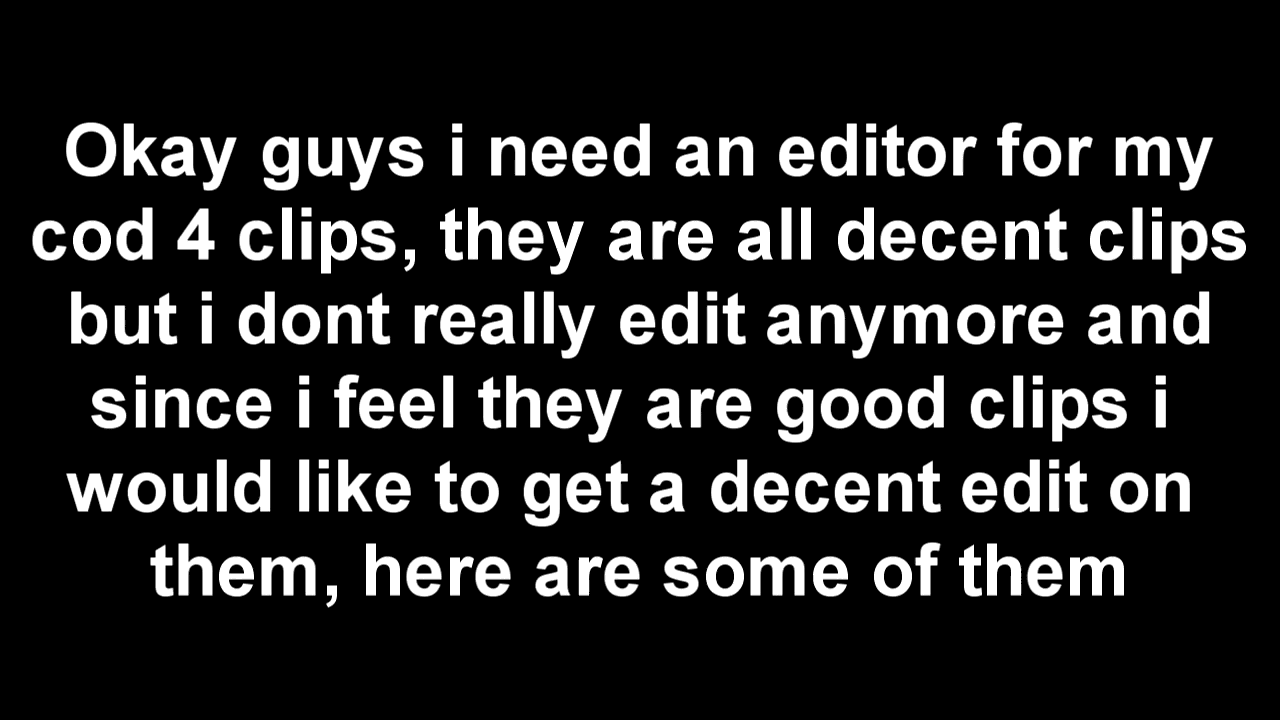 Okay guys i need an editor for my
cod 4 clips, they are all decent clips
but i dont really edit anymore and
since i feel they are good clips i
would like to get a decent edit on
them, here are some of them